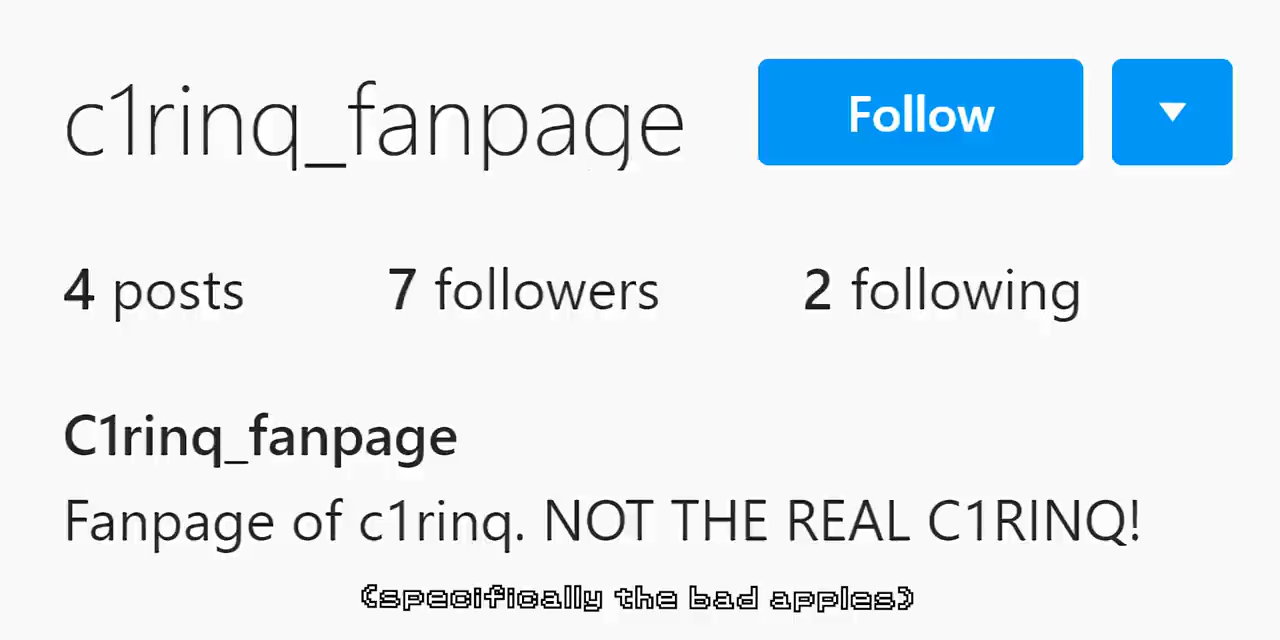 c1rinq_fanpage Follow
4 posts 7 followers 2 following
C1rinq_fanpage
Fanpage of c1rinq. NOT THE REAL C1RINQ!
(specifically the bad apples)